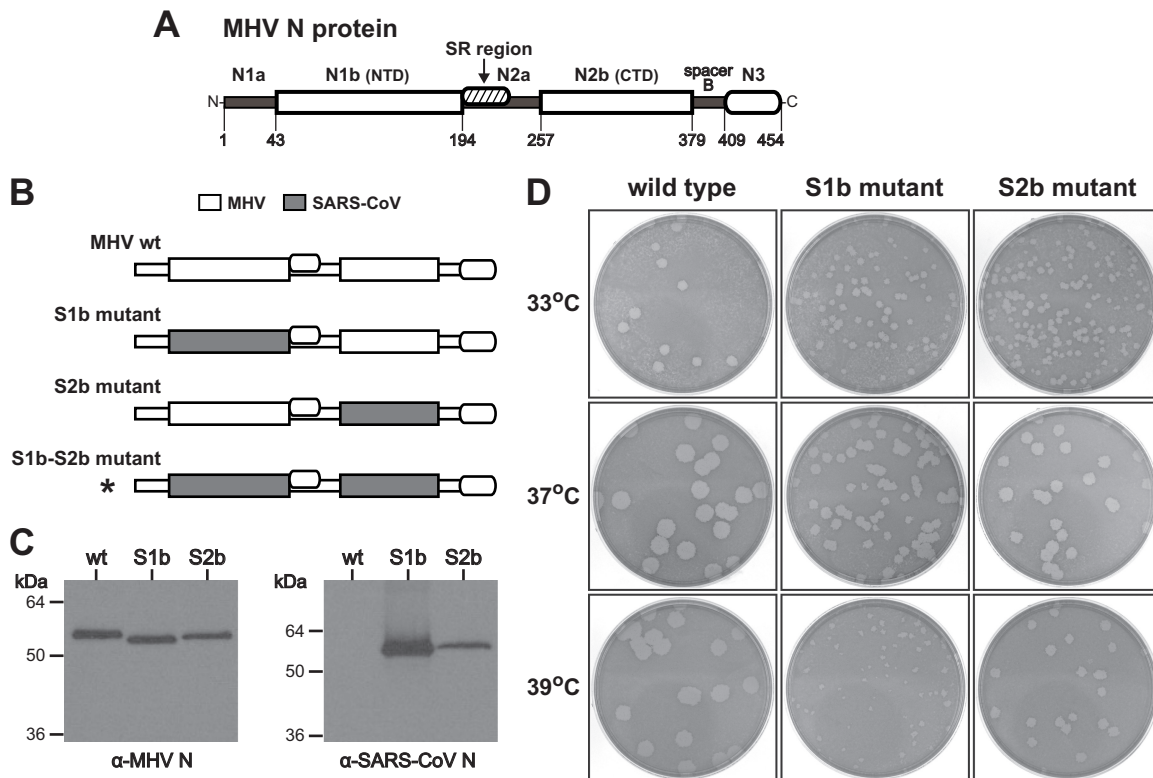 A
MHV N protein
SR region
N1a
N1b (NTD)
N2a
N2b (CTD)
spacer
B
N3
N
C
1
43
194
257
379
409
454
B
MHV
SARS-CoV
MHV wt
S1b mutant
S2b mutant
S1b-S2b mutant
*
C
wt S1b S2b
kDa
64
50
36
α-MHV N
wt S1b S2b
kDa
64
50
36
α-SARS-CoV N
D
wild type
S1b mutant
S2b mutant
33°C
37°C
39°C